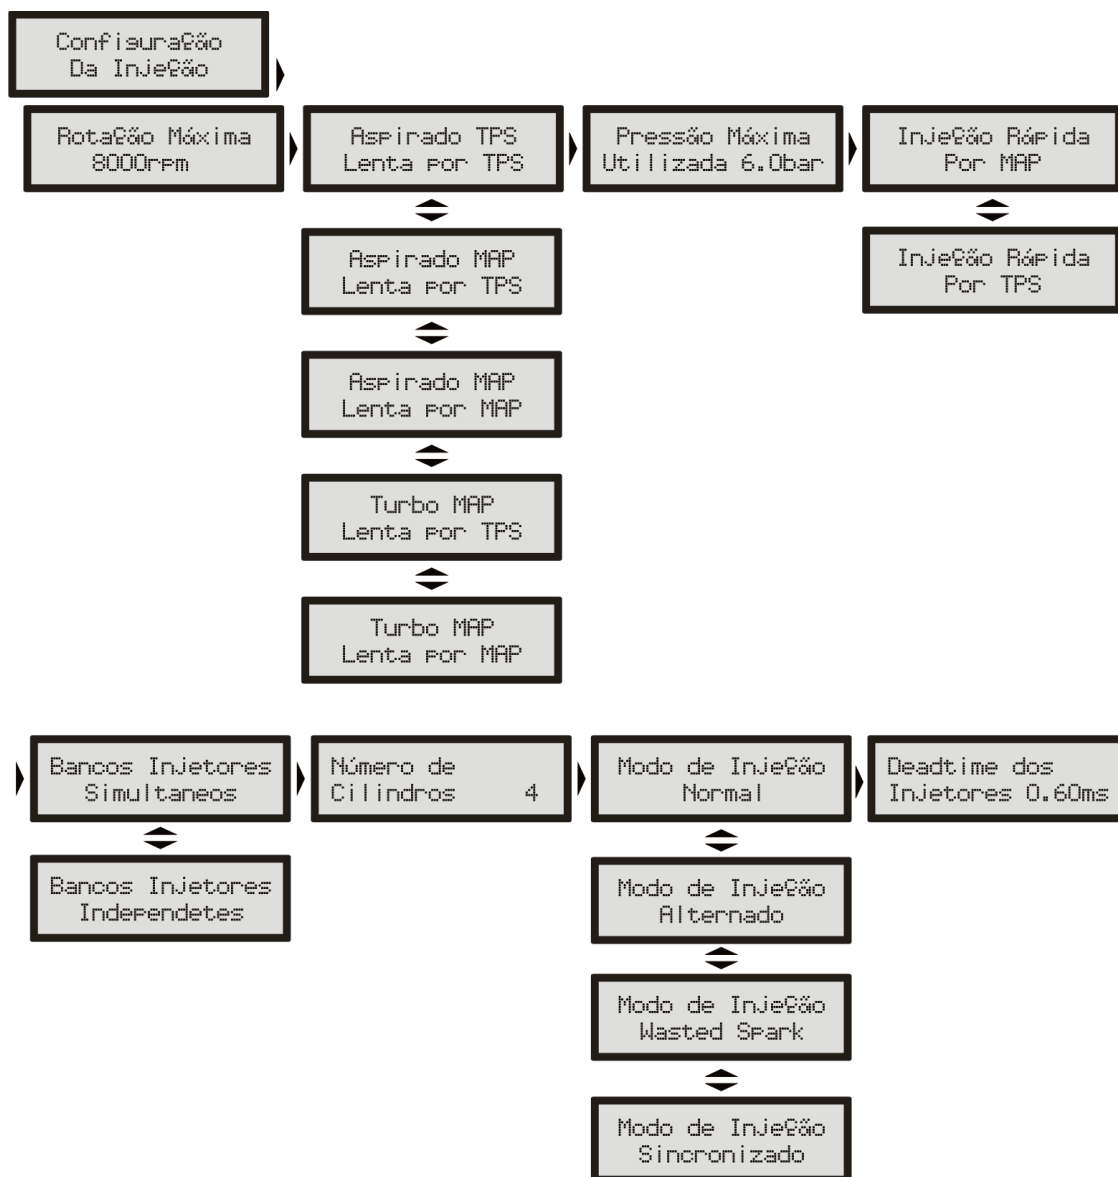 Configuração
Da Injeção
Rotação Máxima
8000rpm
Aspirado TPS
Lenta por TPS
Pressão Máxima
Utilizada 6.0bar
Injeção Rápida
Por MAP
Aspirado MAP
Lenta por TPS
Injeção Rápida
Por TPS
Aspirado MAP
Lenta por MAP
Turbo MAP
Lenta por TPS
Turbo MAP
Lenta por MAP
Bancos Injetores
Simultaneos
Número de
Cilindros 4
Modo de Injeção
Normal
Deadtime dos
Injetores 0.60ms
Bancos Injetores
Independetes
Modo de Injeção
Alternado
Modo de Injeção
Wasted Spark
Modo de Injeção
Sincronizado